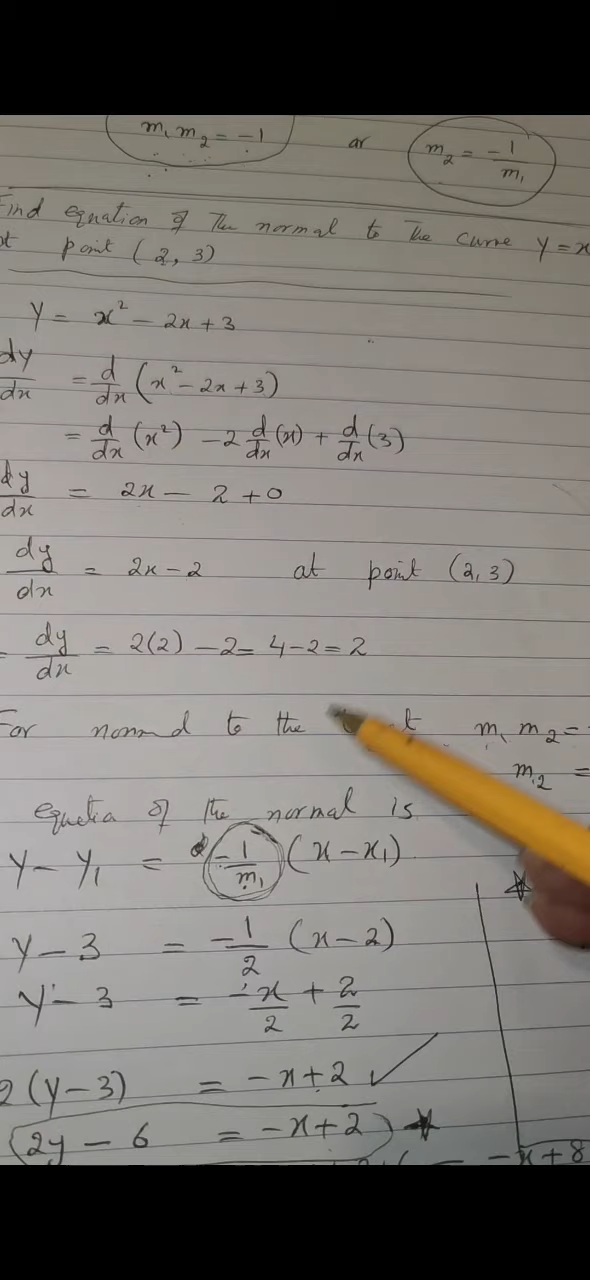 m₁ m₂ = -1 or m₂ = -1/m₁
Find equation of the normal to the curve y = x
at point (2, 3)
y = x² - 2x + 3
dy/dx = d/dx (x² - 2x + 3)
= d/dx (x²) - 2 d/dx (x) + d/dx (3)
dy/dx = 2x - 2 + 0
dy/dx = 2x - 2 at point (2, 3)
= dy/dx = 2(2) - 2 = 4 - 2 = 2
For normal to the m₁ m₂ =
m₂ =
equation of the normal is
y - y₁ = -1/m₁ (x - x₁)
y - 3 = -1/2 (x - 2)
y - 3 = -x/2 + 2/2
2 (y - 3) = -x + 2 ✓
(2y - 6 = -x + 2) ★
-x + 8